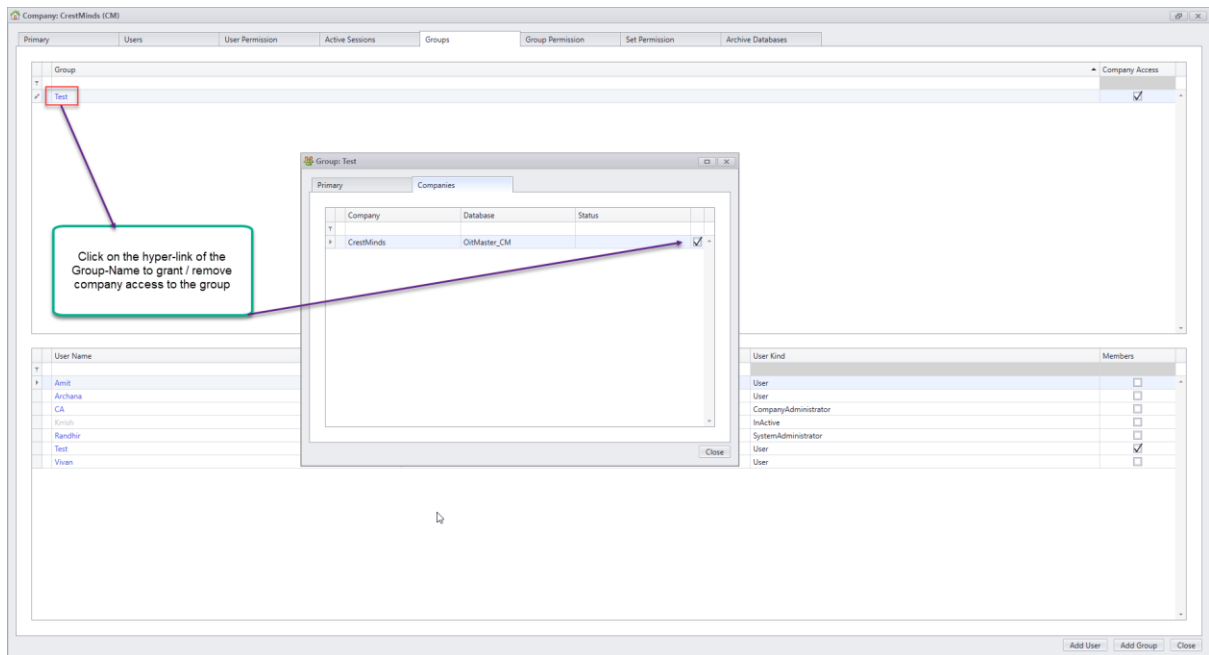 Company: CrestMinds (CM)
Primary Users User Permission Active Sessions Groups Group Permission Set Permission Archive Databases
Group Company Access
Test
Group: Test
Primary Companies
Company Database Status
CrestMinds OitMaster_CM
Click on the hyper-link of the
Group-Name to grant / remove
company access to the group
Close
User Name User Kind Members
Amit User
Archana User
CA CompanyAdministrator
Knish InActive
Randhir SystemAdministrator
Test User
Vivan User
Add User Add Group Close